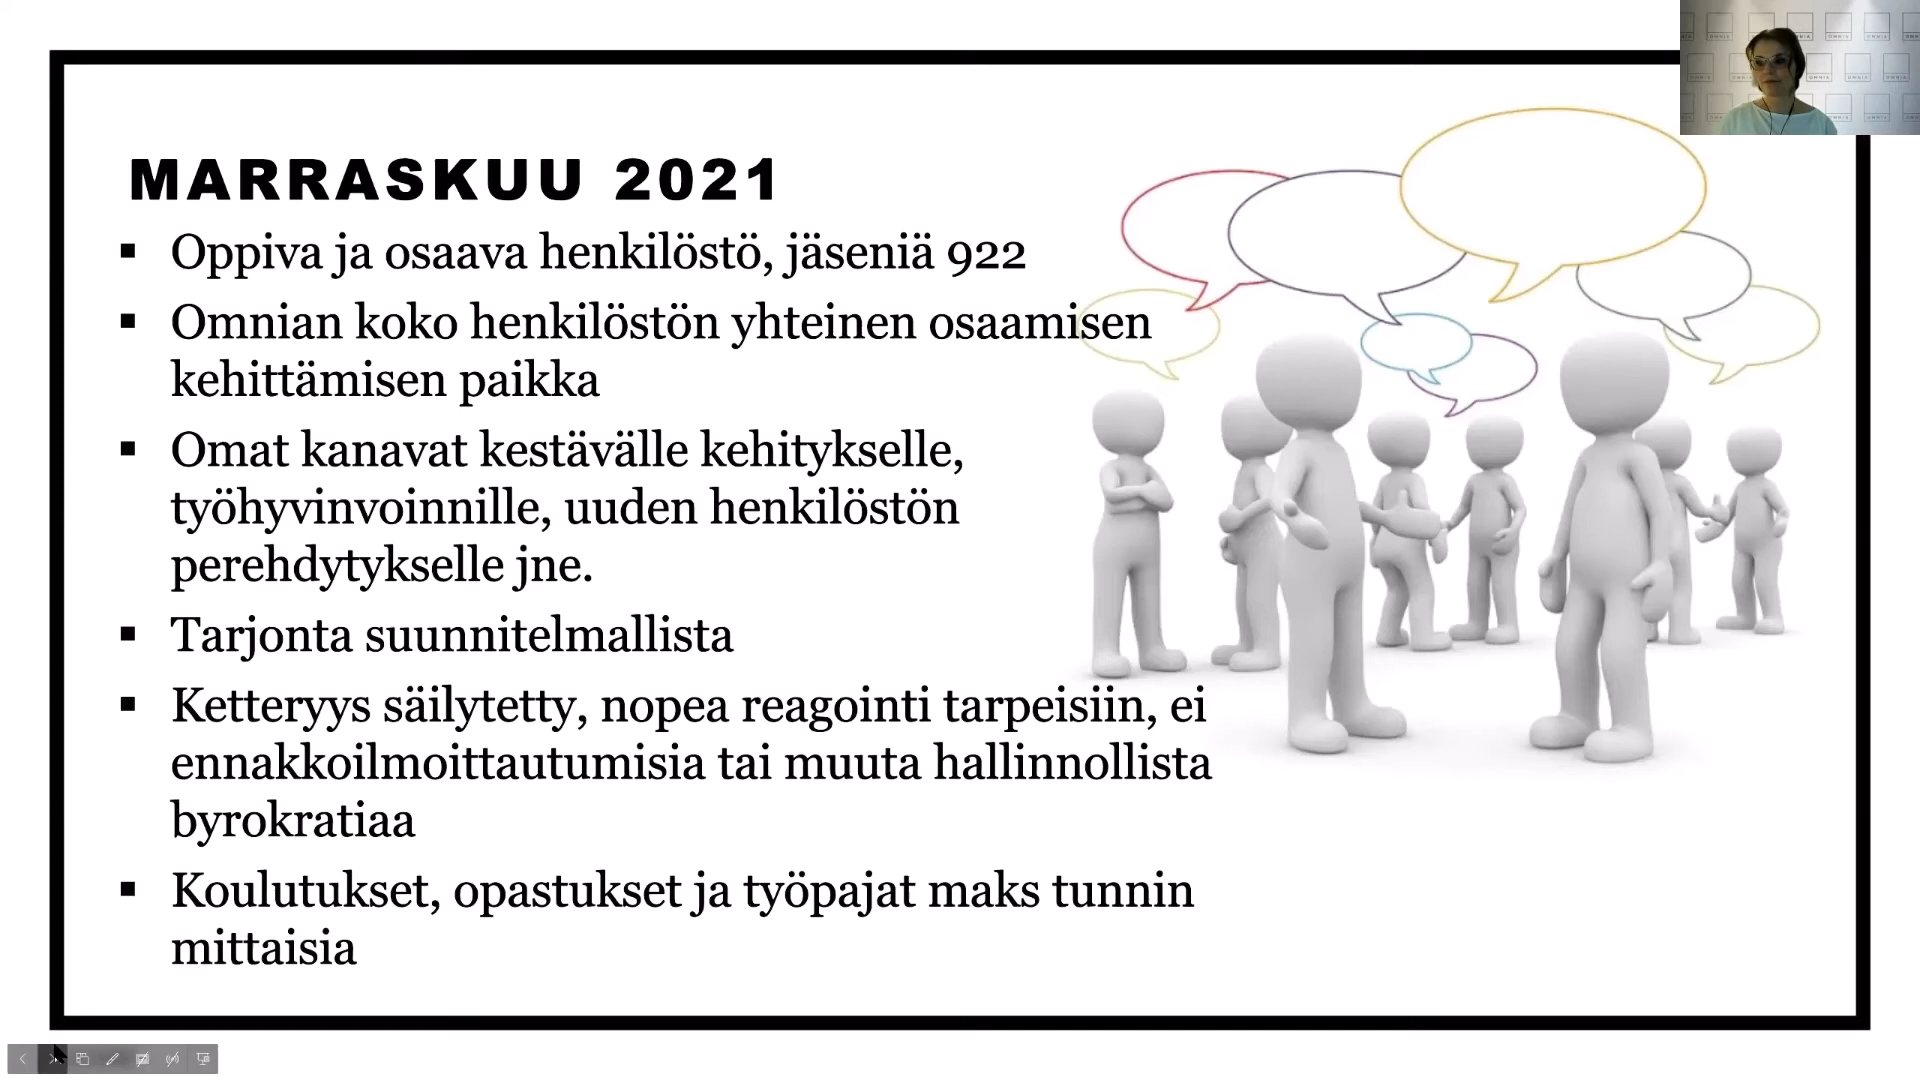 MARRASKUU 2021
▪ Oppiva ja osaava henkilöstö, jäseniä 922
▪ Omnian koko henkilöstön yhteinen osaamisen
kehittämisen paikka
▪ Omat kanavat kestävälle kehitykselle,
työhyvinvoinnille, uuden henkilöstön
perehdytykselle jne.
▪ Tarjonta suunnitelmallista
▪ Ketteryys säilytetty, nopea reagointi tarpeisiin, ei
ennakkoilmoittautumisia tai muuta hallinnollista
byrokratiaa
▪ Koulutukset, opastukset ja työpajat maks tunnin
mittaisia